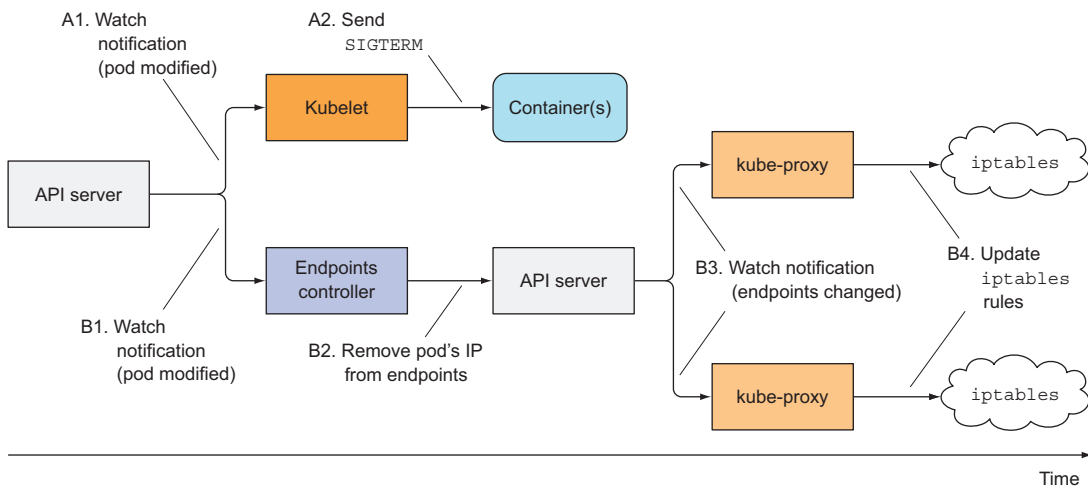 A1. Watch
notification
(pod modified)
A2. Send
SIGTERM
Kubelet
Container(s)
API server
kube-proxy
iptables
Endpoints
controller
API server
B3. Watch notification
(endpoints changed)
B4. Update
iptables
rules
B1. Watch
notification
(pod modified)
B2. Remove pod's IP
from endpoints
kube-proxy
iptables
Time